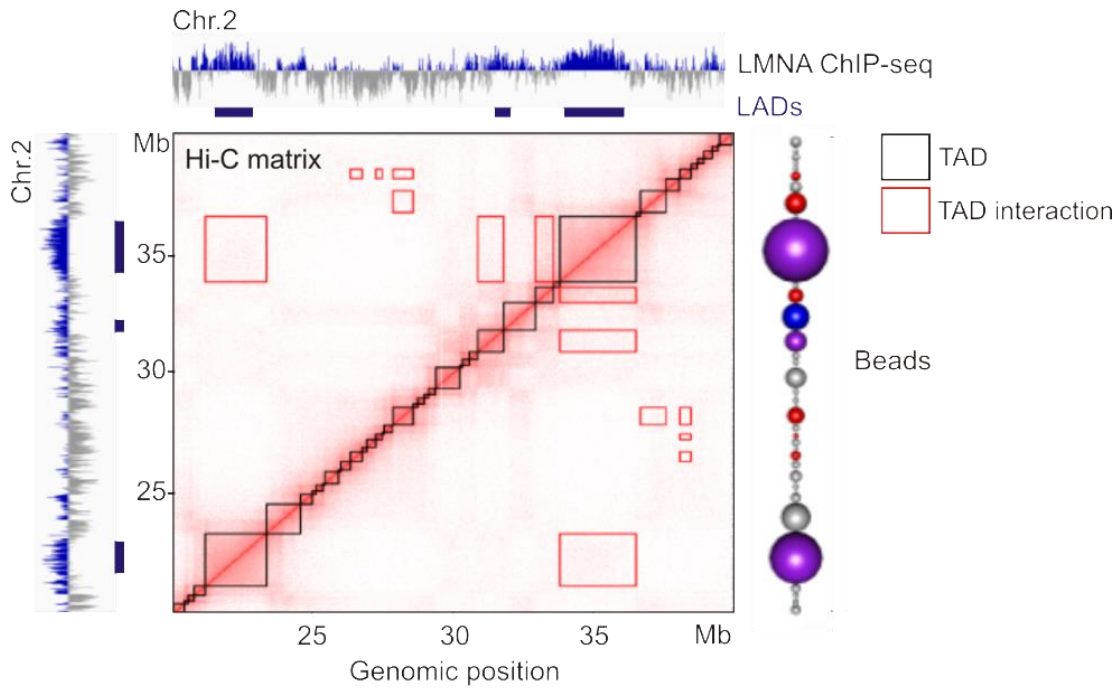 Chr.2
LMNA ChIP-seq
LADs
Chr.2
Mb
Hi-C matrix
TAD
TAD interaction
35
30
25
Beads
25 30 35 Mb
Genomic position